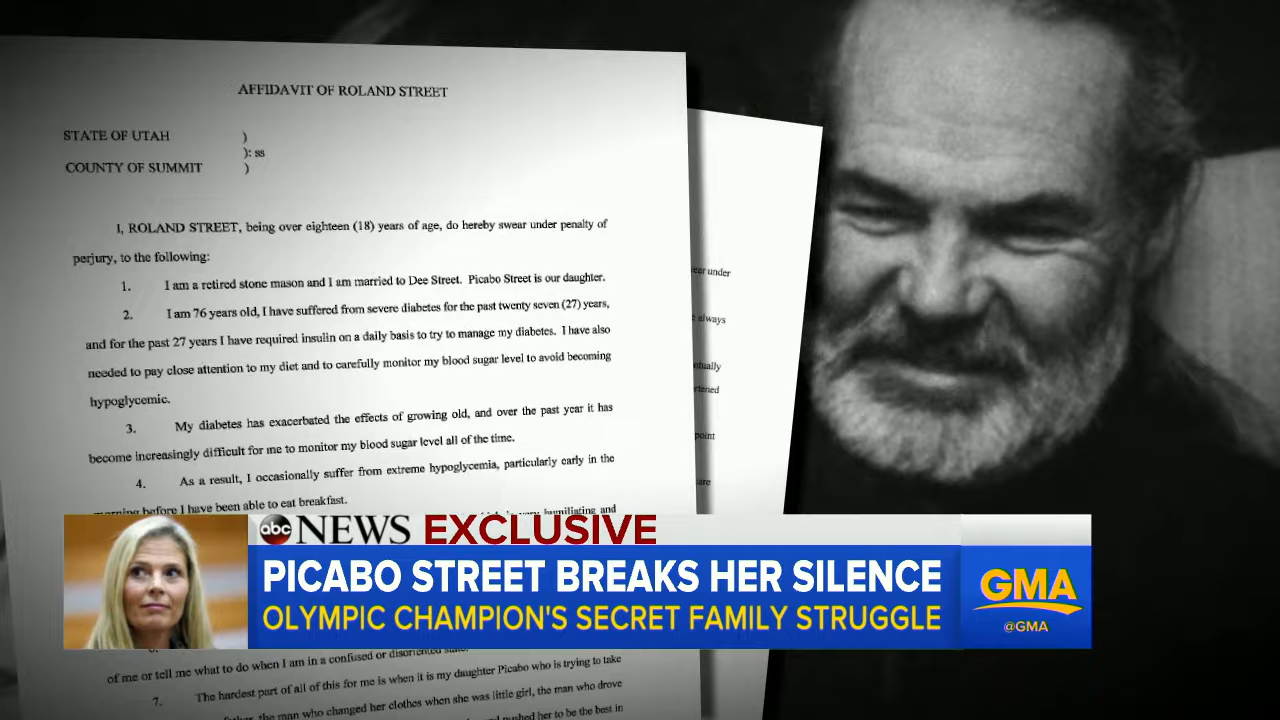 AFFIDAVIT OF ROLAND STREET
STATE OF UTAH )
): ss
COUNTY OF SUMMIT )
I, ROLAND STREET, being over eighteen (18) years of age, do hereby swear under penalty of
perjury, to the following:
1. I am a retired stone mason and I am married to Dee Street. Picabo Street is our daughter.
2. I am 76 years old, I have suffered from severe diabetes for the past twenty seven (27) years,
and for the past 27 years I have required insulin on a daily basis to try to manage my diabetes. I have also
needed to pay close attention to my diet and to carefully monitor my blood sugar level to avoid becoming
hypoglycemic.
3. My diabetes has exacerbated the effects of growing old, and over the past year it has
become increasingly difficult for me to monitor my blood sugar level all of the time.
4. As a result, I occasionally suffer from extreme hypoglycemia, particularly early in the
morning before I have been able to eat breakfast.
humiliating and
of me or tell me what to do when I am in a confused or disoriented state.
7. The hardest part of all of this for me is when it is my daughter Picabo who is trying to take
the man who changed her clothes when she was little girl, the man who drove
pushed her to be the best in
ear under
always
ntually
rtened
point
are
abc NEWS EXCLUSIVE
PICABO STREET BREAKS HER SILENCE
OLYMPIC CHAMPION'S SECRET FAMILY STRUGGLE
GMA
@GMA